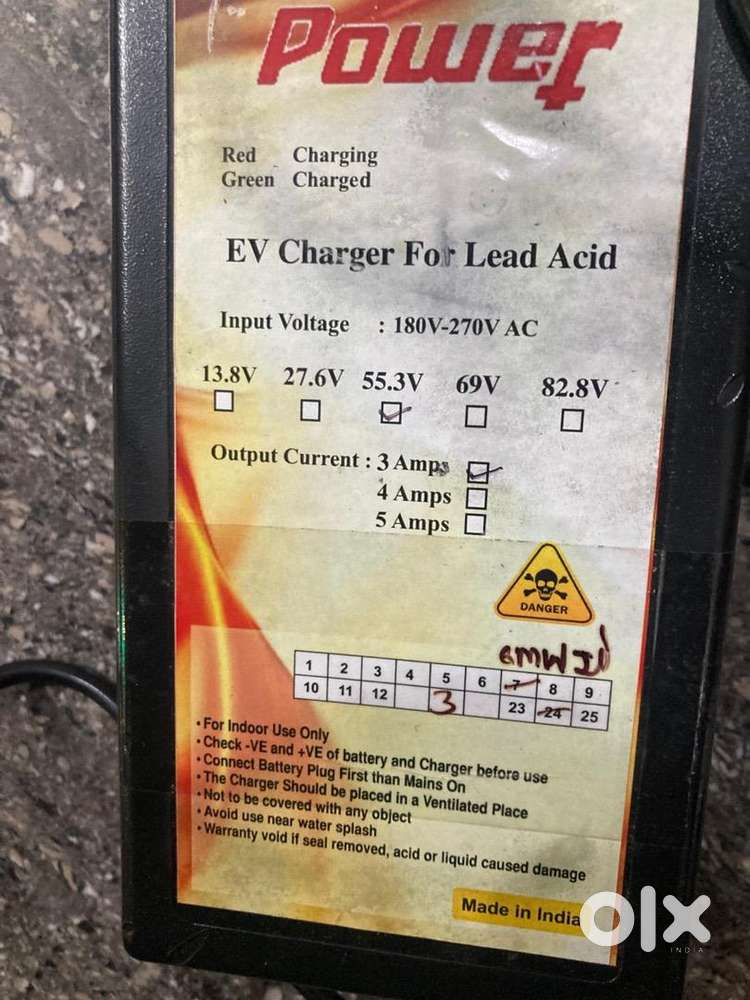 Power
Red Charging
Green Charged
EV Charger For Lead Acid
Input Voltage : 180V-270V AC
13.8V 27.6V 55.3V 69V 82.8V
Output Current : 3 Amps
4 Amps
5 Amps
DANGER
1 2 3 4 5 6 7 8 9
10 11 12 3 23 24 25
• For Indoor Use Only
• Check -VE and +VE of battery and Charger before use
• Connect Battery Plug First than Mains On
• The Charger Should be placed in a Ventilated Place
• Not to be covered with any object
• Avoid use near water splash
• Warranty void if seal removed, acid or liquid caused damage
Made in India
olx
INDIA